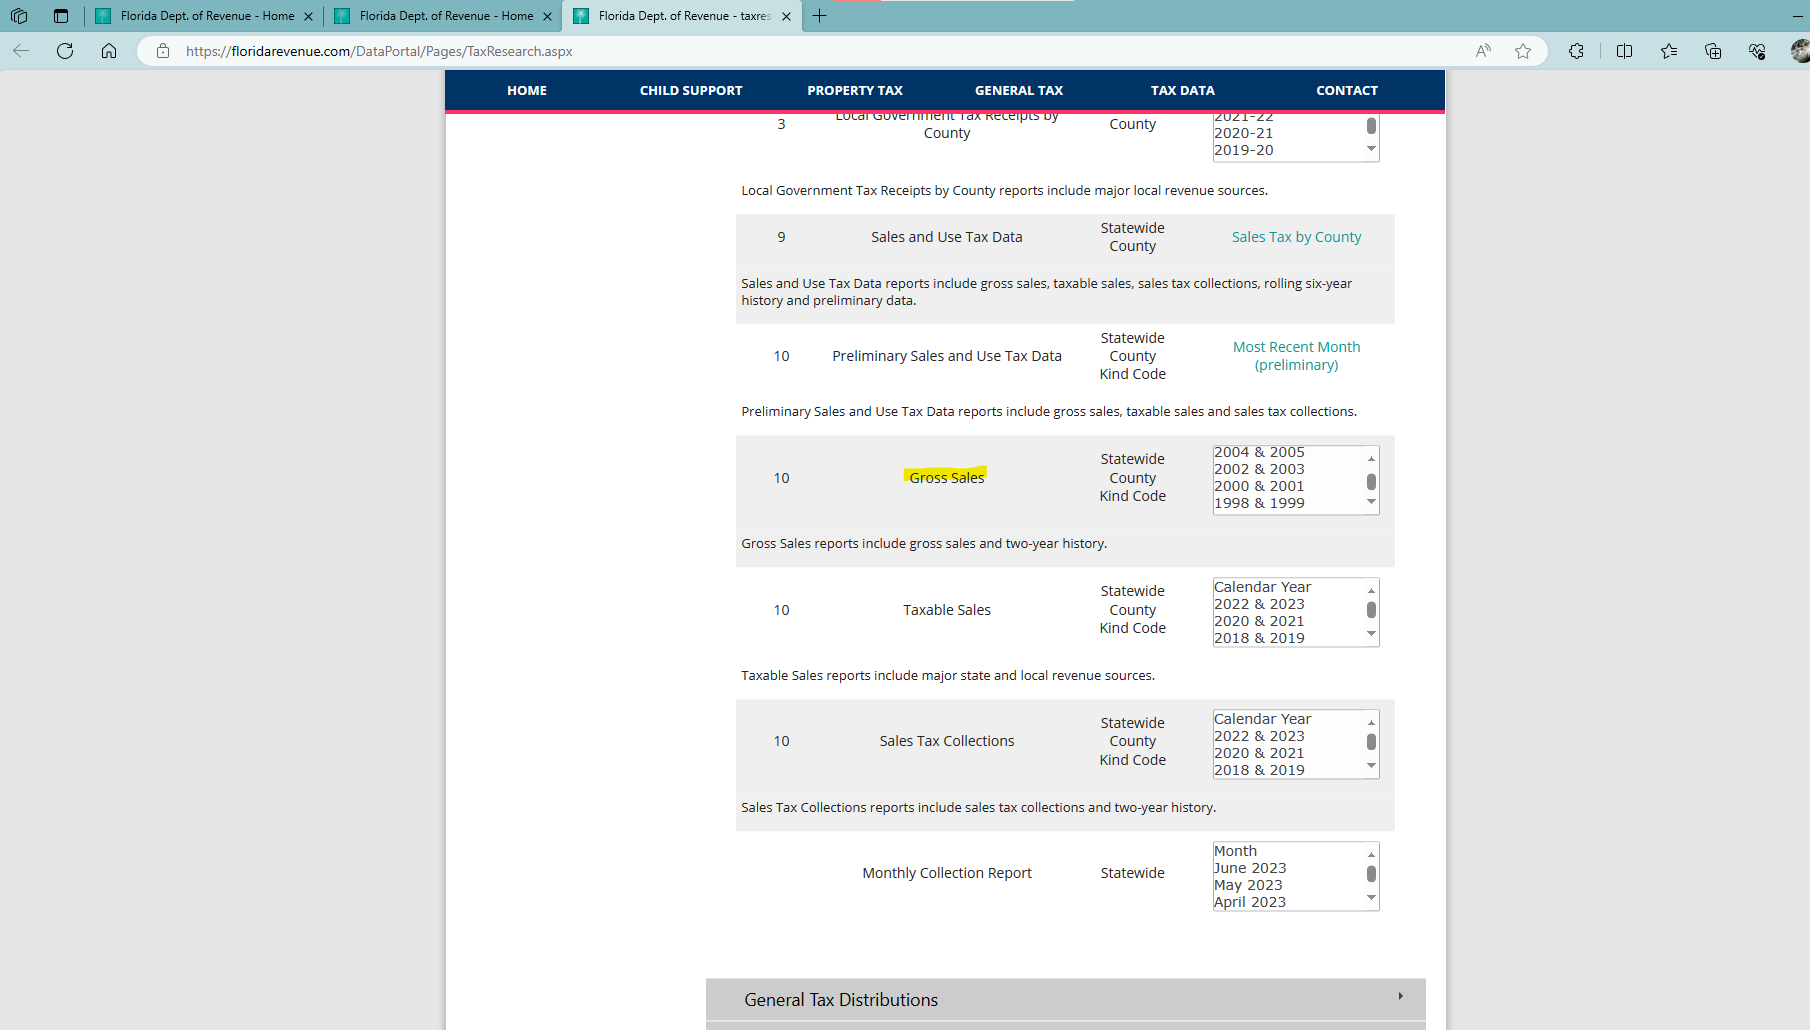 Florida Dept. of Revenue - Home
Florida Dept. of Revenue - Home
Florida Dept. of Revenue - taxres
https://floridarevenue.com/DataPortal/Pages/TaxResearch.aspx
HOME CHILD SUPPORT PROPERTY TAX GENERAL TAX TAX DATA CONTACT
3
Local Government Tax Receipts by
County
County
2021-22
2020-21
2019-20
Local Government Tax Receipts by County reports include major local revenue sources.
9
Sales and Use Tax Data
Statewide
County
Sales Tax by County
Sales and Use Tax Data reports include gross sales, taxable sales, sales tax collections, rolling six-year
history and preliminary data.
10
Preliminary Sales and Use Tax Data
Statewide
County
Kind Code
Most Recent Month
(preliminary)
Preliminary Sales and Use Tax Data reports include gross sales, taxable sales and sales tax collections.
10
Gross Sales
Statewide
County
Kind Code
2004 & 2005
2002 & 2003
2000 & 2001
1998 & 1999
Gross Sales reports include gross sales and two-year history.
10
Taxable Sales
Statewide
County
Kind Code
Calendar Year
2022 & 2023
2020 & 2021
2018 & 2019
Taxable Sales reports include major state and local revenue sources.
10
Sales Tax Collections
Statewide
County
Kind Code
Calendar Year
2022 & 2023
2020 & 2021
2018 & 2019
Sales Tax Collections reports include sales tax collections and two-year history.
Monthly Collection Report
Statewide
Month
June 2023
May 2023
April 2023
General Tax Distributions